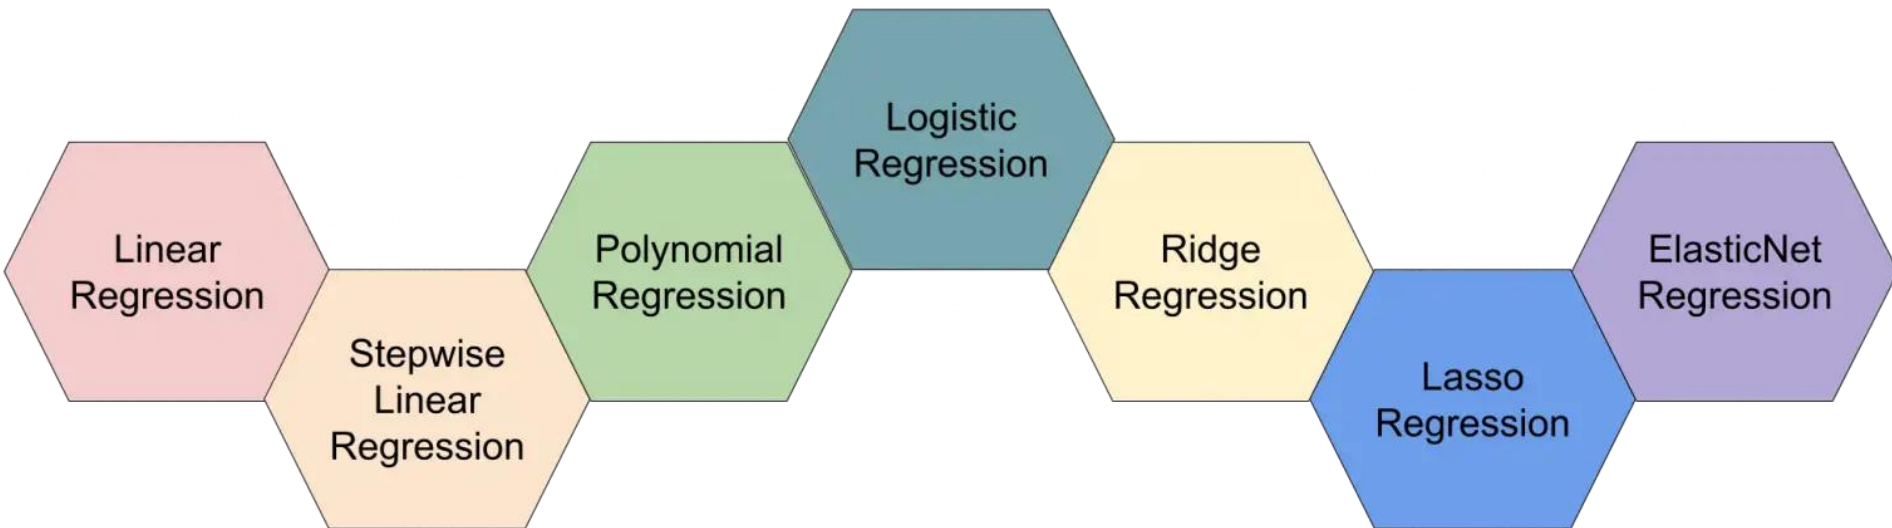 Linear
Regression
Stepwise
Linear
Regression
Polynomial
Regression
Logistic
Regression
Ridge
Regression
Lasso
Regression
ElasticNet
Regression